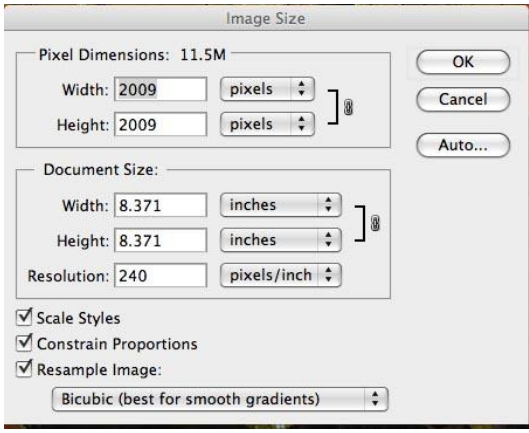 Image Size
Pixel Dimensions: 11.5M
OK
Width: 2009 pixels
Cancel
Height: 2009 pixels
Auto...
Document Size:
Width: 8.371 inches
Height: 8.371 inches
Resolution: 240 pixels/inch
Scale Styles
Constrain Proportions
Resample Image:
Bicubic (best for smooth gradients)